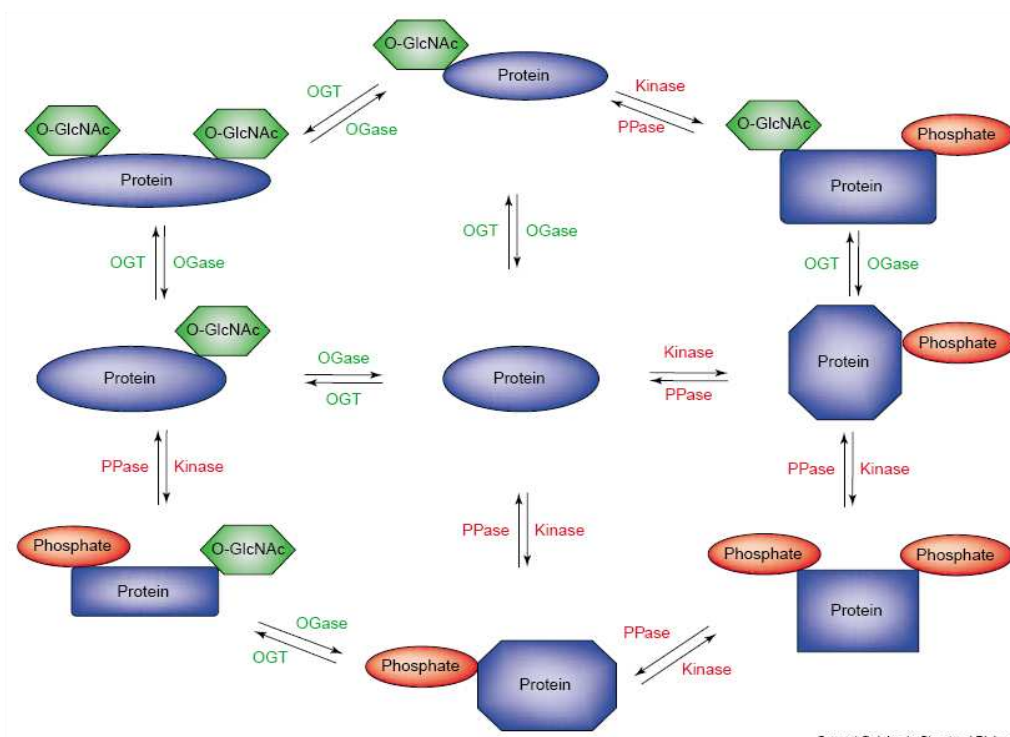 O-GlcNAc
Protein
OGT
OGase
Kinase
PPase
O-GlcNAc
O-GlcNAc
Protein
O-GlcNAc
Phosphate
Protein
OGT
OGase
OGT
OGase
OGT
OGase
O-GlcNAc
Protein
OGase
OGT
Protein
Kinase
PPase
Protein
Phosphate
PPase
Kinase
PPase
Kinase
PPase
Kinase
Phosphate
O-GlcNAc
Protein
Phosphate
Phosphate
Protein
OGase
OGT
Phosphate
Protein
PPase
Kinase